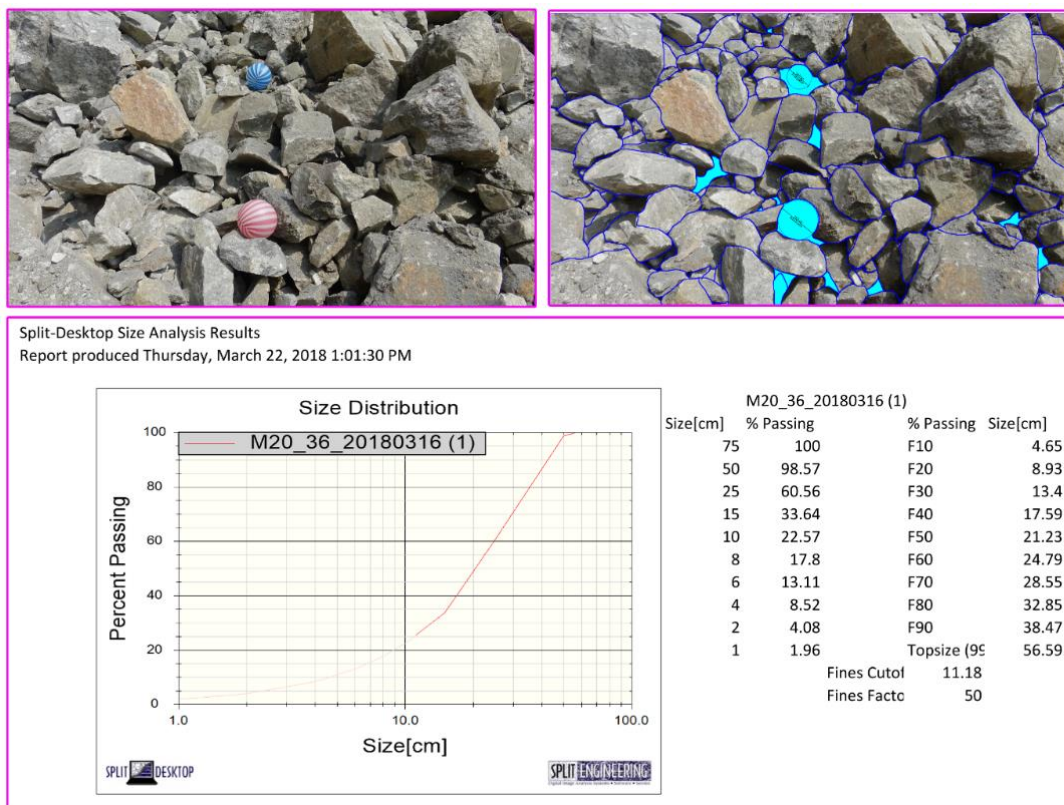 Split-Desktop Size Analysis Results
Report produced Thursday, March 22, 2018 1:01:30 PM
Size Distribution
M20_36_20180316 (1)
Percent Passing
100
80
60
40
20
0
1.0 10.0 100.0
Size[cm]
SPLIT DESKTOP
SPLIT ENGINEERING
M20_36_20180316 (1)
Size[cm] % Passing % Passing Size[cm]
75 100 F10 4.65
50 98.57 F20 8.93
25 60.56 F30 13.4
15 33.64 F40 17.59
10 22.57 F50 21.23
8 17.8 F60 24.79
6 13.11 F70 28.55
4 8.52 F80 32.85
2 4.08 F90 38.47
1 1.96 Topsize (99 56.59
Fines Cutof 11.18
Fines Facto 50